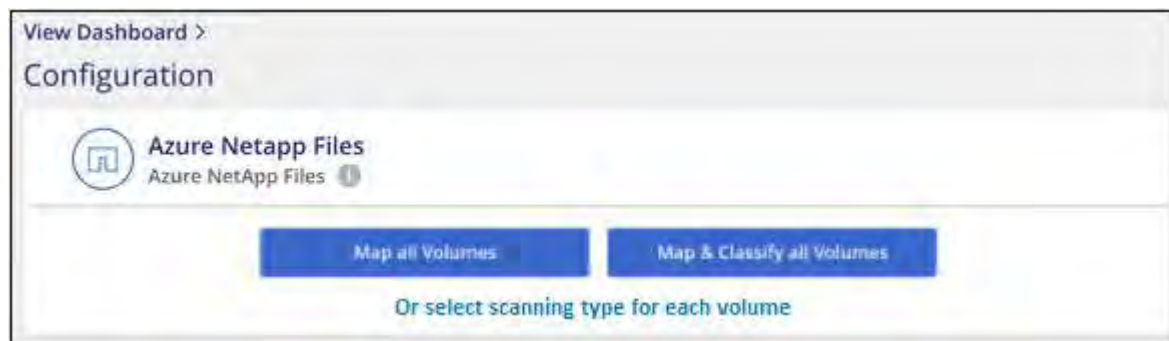 View Dashboard >
Configuration
Azure Netapp Files
Azure NetApp Files
Map all Volumes
Map & Classify all Volumes
Or select scanning type for each volume